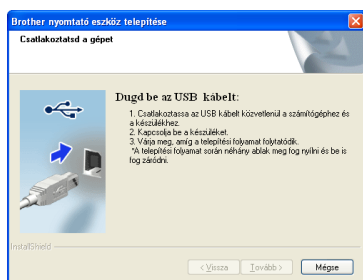 Brother nyomtató eszköz telepítése
Csatlakoztatsd a gépet
Dugd be az USB kábelt:
1. Csatlakoztassa az USB kábelt közvetlenül a számítógéphez és
a készülékhez.
2. Kapcsolja be a készüléket.
3. Várja meg, amíg a telepítési folyamat folytatódik.
*A telepítési folyamat során néhány ablak meg fog nyílni és be is
fog záródni.
InstallShield
< Vissza Tovább > Mégse